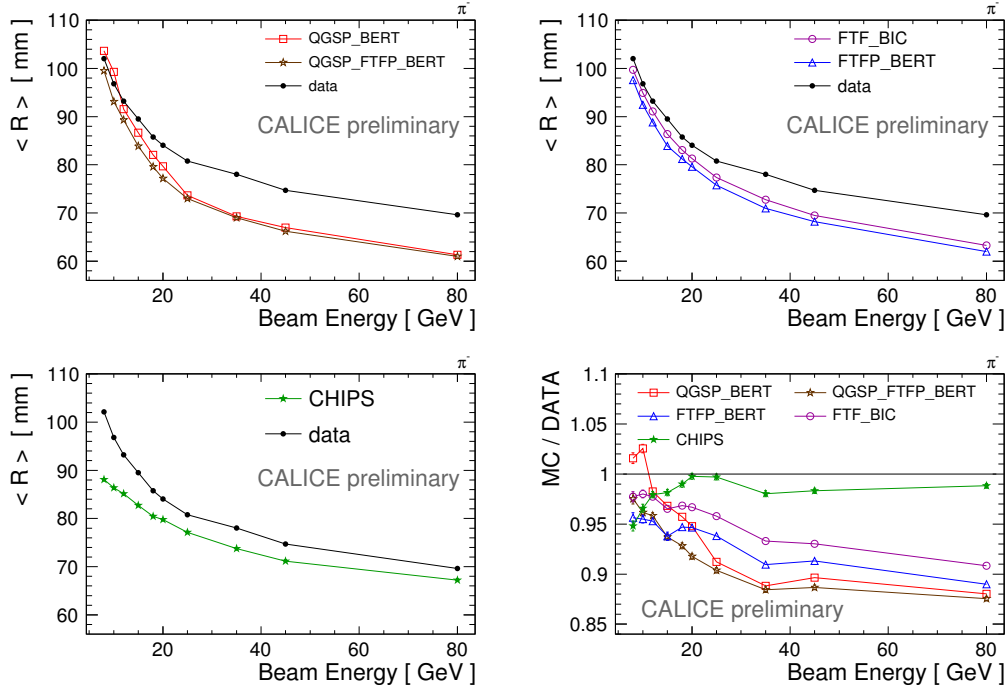 π⁻
π⁻
110
100
90
80
70
60
< R > [ mm ]
QGSP_BERT
QGSP_FTFP_BERT
data
CALICE preliminary
20 40 60 80
Beam Energy [ GeV ]
110
100
90
80
70
60
< R > [ mm ]
FTF_BIC
FTFP_BERT
data
CALICE preliminary
20 40 60 80
Beam Energy [ GeV ]
π⁻
π⁻
110
100
90
80
70
60
< R > [ mm ]
CHIPS
data
CALICE preliminary
20 40 60 80
Beam Energy [ GeV ]
1.1
1.05
1
0.95
0.9
0.85
MC / DATA
QGSP_BERT QGSP_FTFP_BERT
FTFP_BERT FTF_BIC
CHIPS
CALICE preliminary
20 40 60 80
Beam Energy [ GeV ]